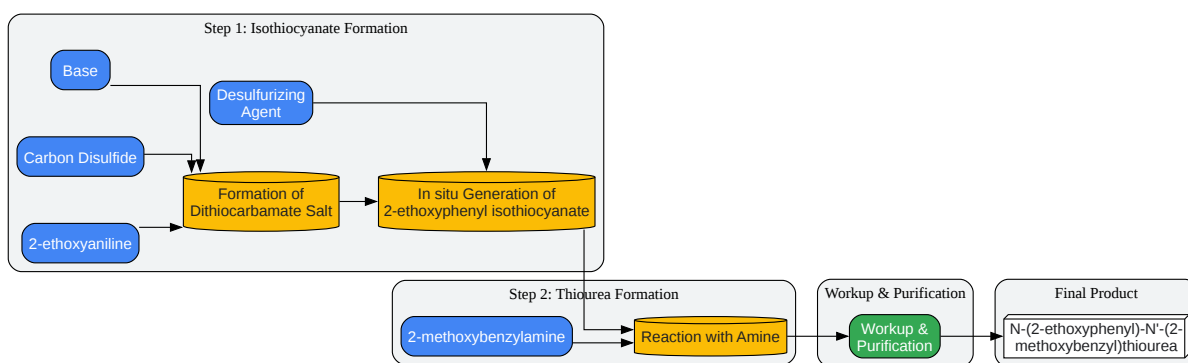 Step 1: Isothiocyanate Formation
Base
Desulfurizing
Agent
Carbon Disulfide
Formation of
Dithiocarbamate Salt
In situ Generation of
2-ethoxyphenyl isothiocyanate
2-ethoxyaniline
Step 2: Thiourea Formation
2-methoxybenzylamine
Reaction with Amine
Workup & Purification
Workup &
Purification
Final Product
N-(2-ethoxyphenyl)-N'-(2-
methoxybenzyl)thiourea